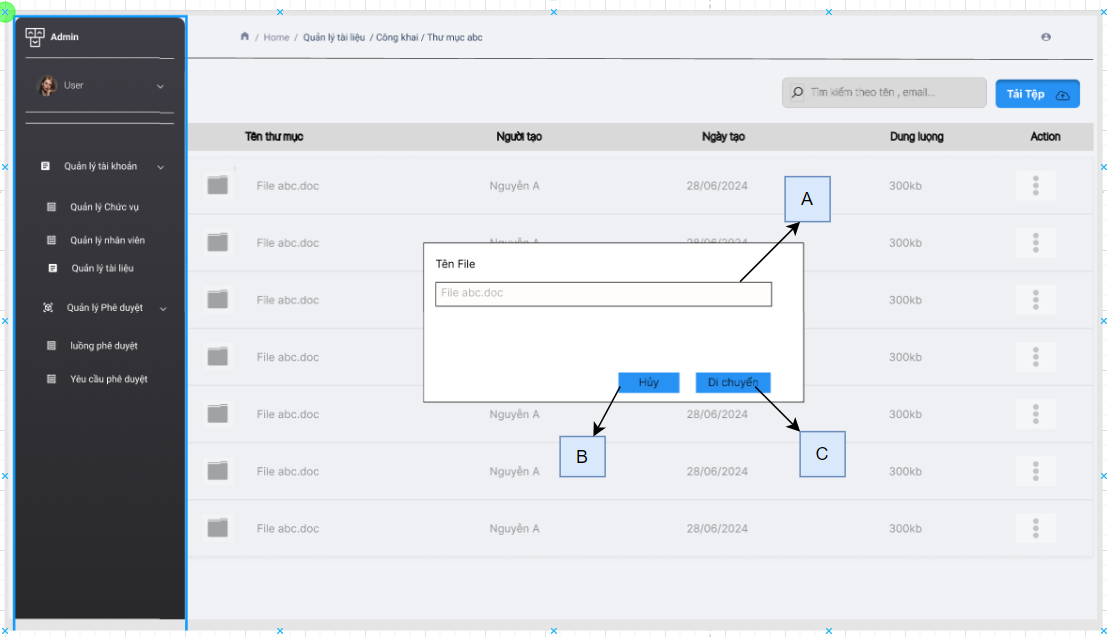 Admin
/ Home / Quản lý tài liệu / Công khai / Thư mục abc
User
Tìm kiếm theo tên , email...
Tải Tệp
Tên thư mục Người tạo Ngày tạo Dung lượng Action
Quản lý tài khoản
Quản lý Chức vụ
Quản lý nhân viên
Quản lý tài liệu
Quản lý Phê duyệt
luồng phê duyệt
Yêu cầu phê duyệt
File abc.doc Nguyễn A 28/06/2024 300kb
A
File abc.doc Nguyễn A 28/06/2024 300kb
Tên File
File abc.doc
File abc.doc 300kb
File abc.doc 300kb
Hủy Di chuyển
File abc.doc Nguyễn A 28/06/2024 300kb
B
C
File abc.doc Nguyễn A 28/06/2024 300kb
File abc.doc Nguyễn A 28/06/2024 300kb